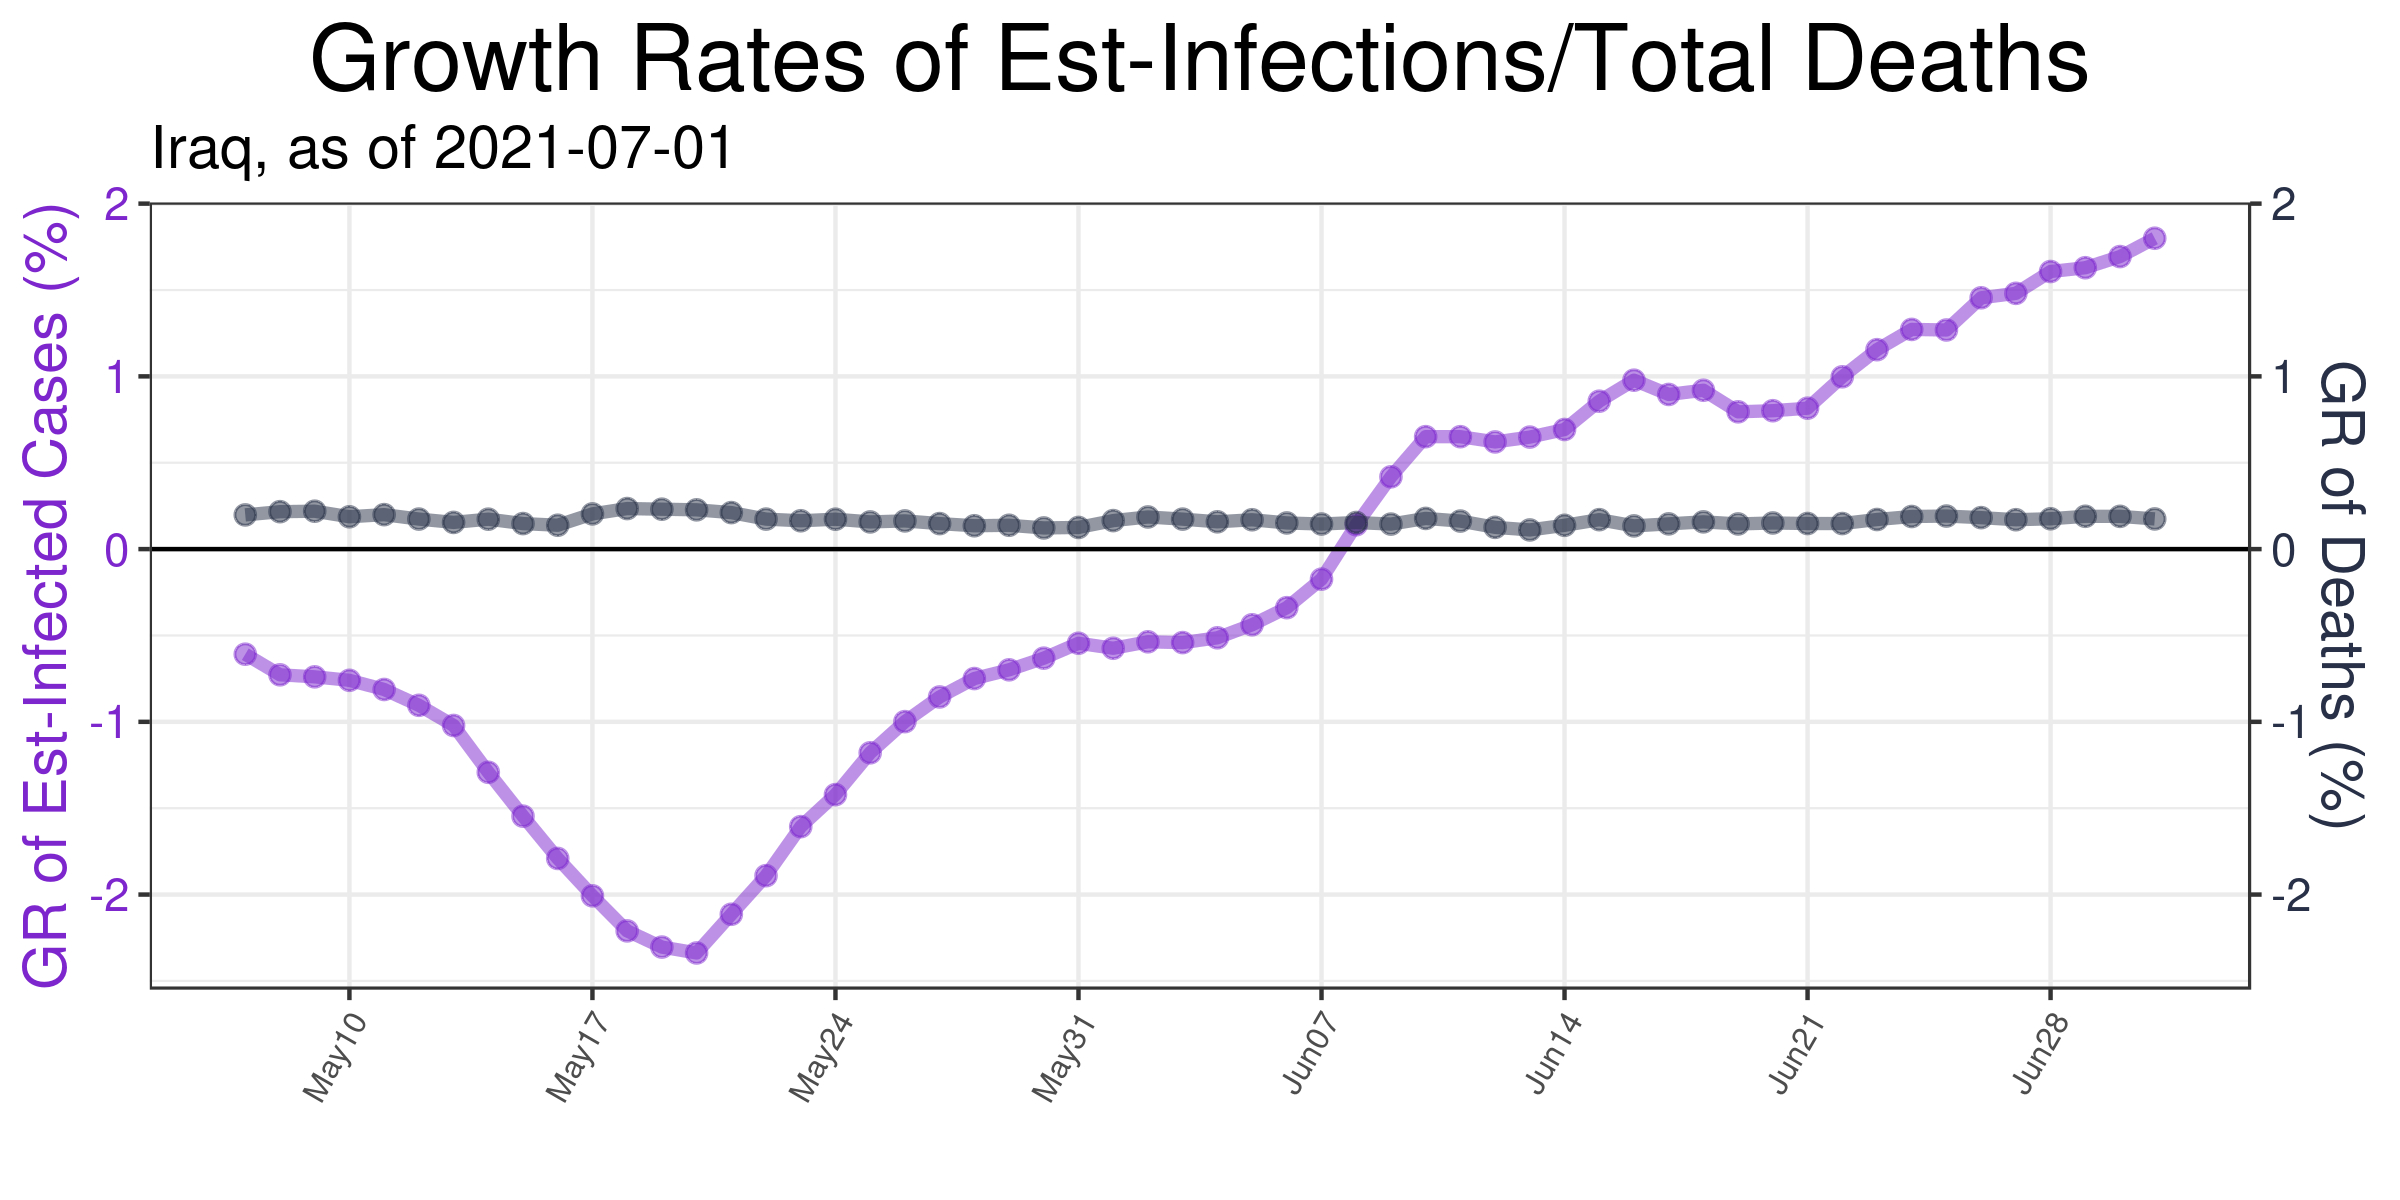 Growth Rates of Est-Infections/Total Deaths
Iraq, as of 2021-07-01
GR of Est-Infected Cases (%)
2
1
0
-1
-2
2
1
0
-1
-2
GR of Deaths (%)
May10
May17
May24
May31
Jun07
Jun14
Jun21
Jun28